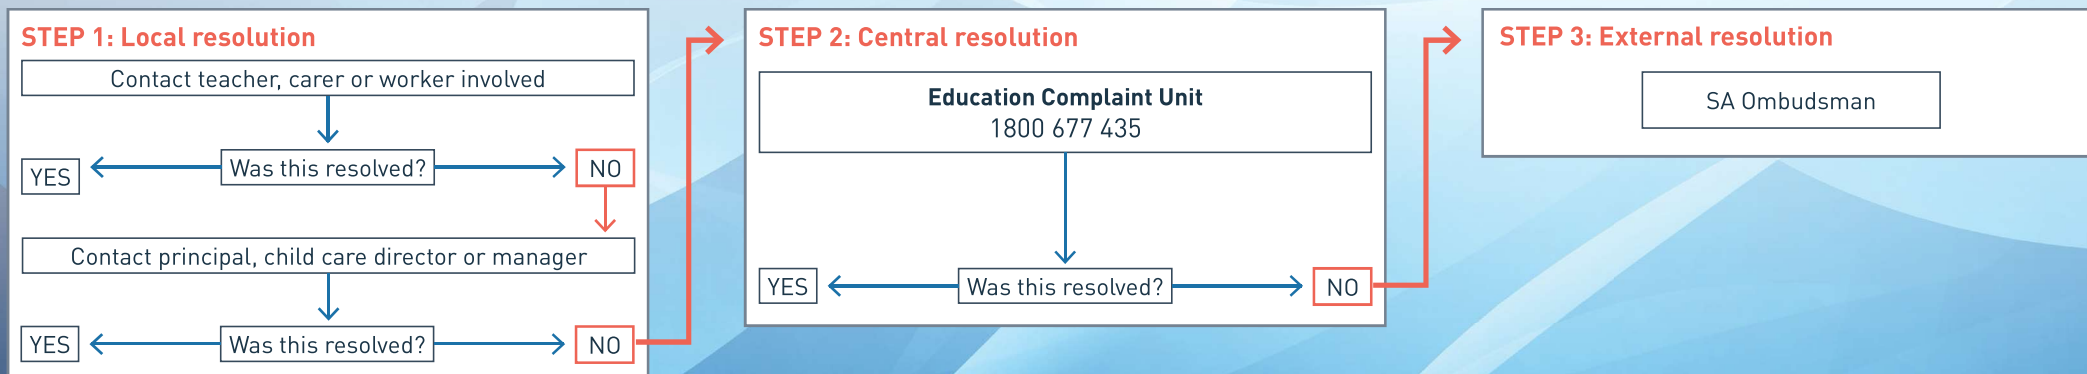 STEP 1: Local resolution
Contact teacher, carer or worker involved
Was this resolved?
YES
NO
Contact principal, child care director or manager
Was this resolved?
YES
NO
STEP 2: Central resolution
Education Complaint Unit
1800 677 435
Was this resolved?
YES
NO
STEP 3: External resolution
SA Ombudsman